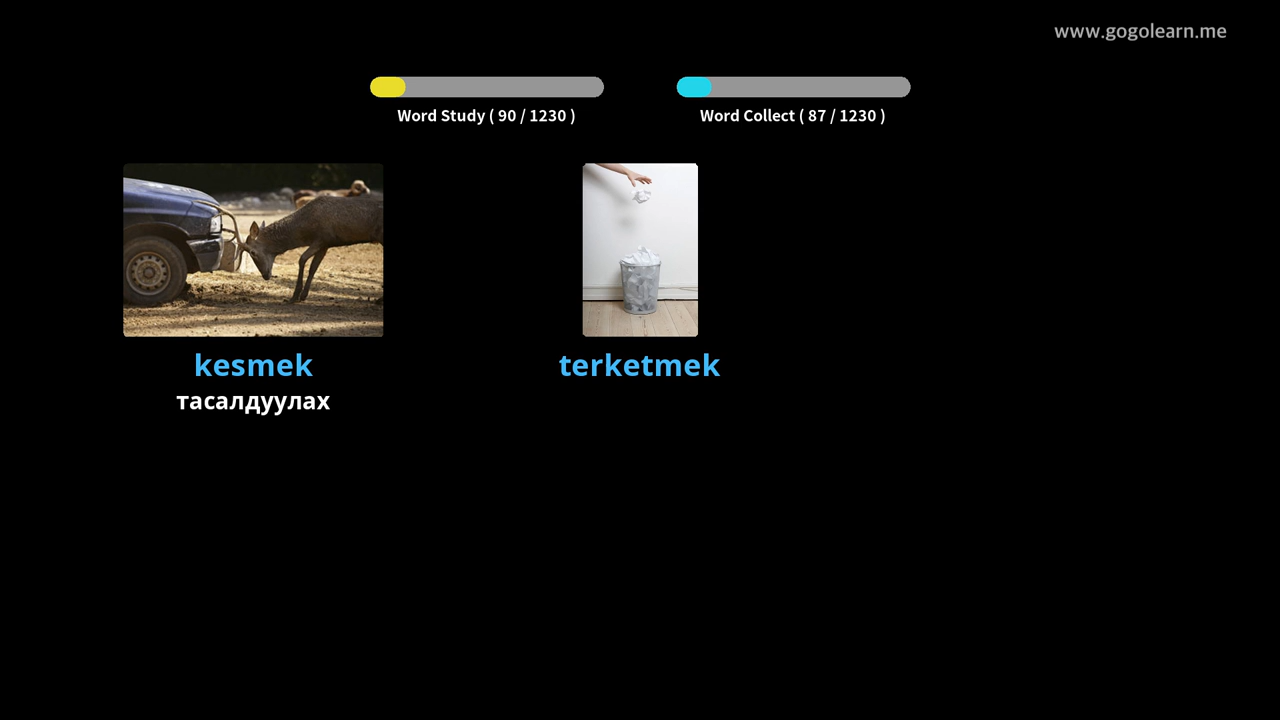 www.gogolearn.me
Word Study ( 90 / 1230 )
Word Collect ( 87 / 1230 )
kesmek
terketmek
тасалдуулах